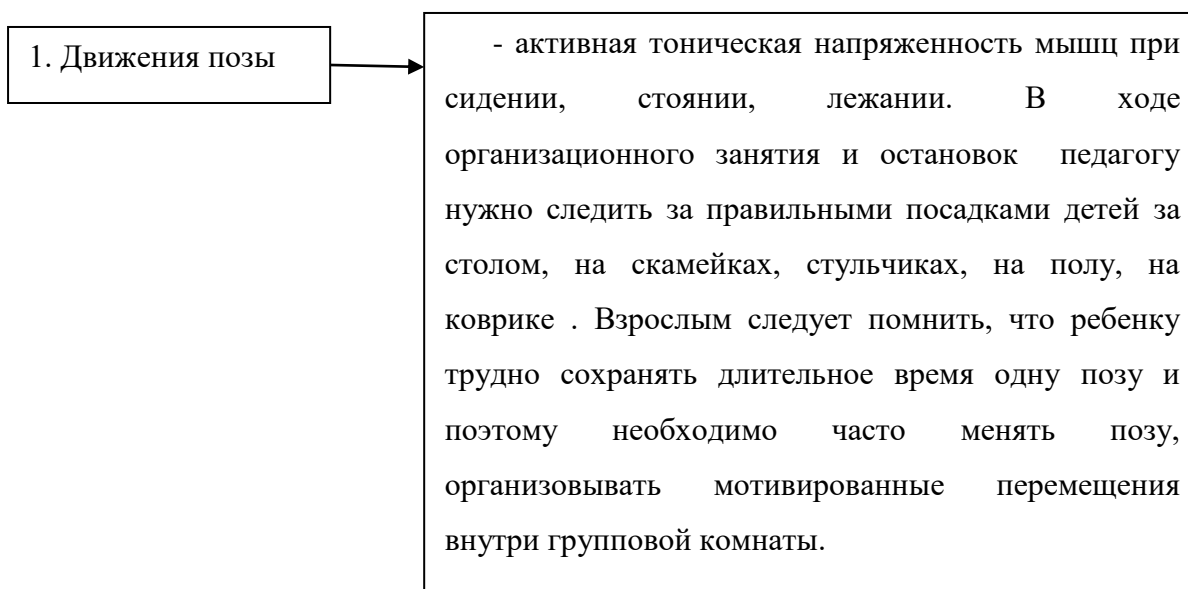 1. Движения позы
- активная тоническая напряженность мышц при
сидении, стоянии, лежании. В ходе
организационного занятия и остановок педагогу
нужно следить за правильными посадками детей за
столом, на скамейках, стульчиках, на полу, на
коврике . Взрослым следует помнить, что ребенку
трудно сохранять длительное время одну позу и
поэтому необходимо часто менять позу,
организовывать мотивированные перемещения
внутри групповой комнаты.